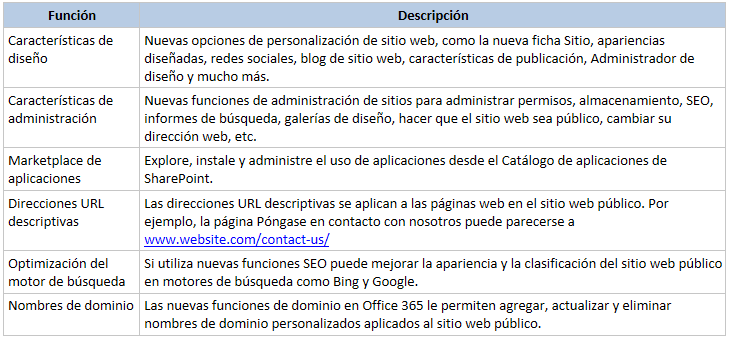 Función Descripción
Características de diseño
Nuevas opciones de personalización de sitio web, como la nueva ficha Sitio, apariencias
diseñadas, redes sociales, blog de sitio web, características de publicación, Administrador de
diseño y mucho más.
Características de administración
Nuevas funciones de administración de sitios para administrar permisos, almacenamiento, SEO,
informes de búsqueda, galerías de diseño, hacer que el sitio web sea público, cambiar su
dirección web, etc.
Marketplace de aplicaciones
Explore, instale y administre el uso de aplicaciones desde el Catálogo de aplicaciones de
SharePoint.
Direcciones URL descriptivas
Las direcciones URL descriptivas se aplican a las páginas web en el sitio web público. Por
ejemplo, la página Póngase en contacto con nosotros puede parecerse a
www.website.com/contact-us/
Optimización del motor de búsqueda
Si utiliza nuevas funciones SEO puede mejorar la apariencia y la clasificación del sitio web público
en motores de búsqueda como Bing y Google.
Nombres de dominio
Las nuevas funciones de dominio en Office 365 le permiten agregar, actualizar y eliminar
nombres de dominio personalizados aplicados al sitio web público.